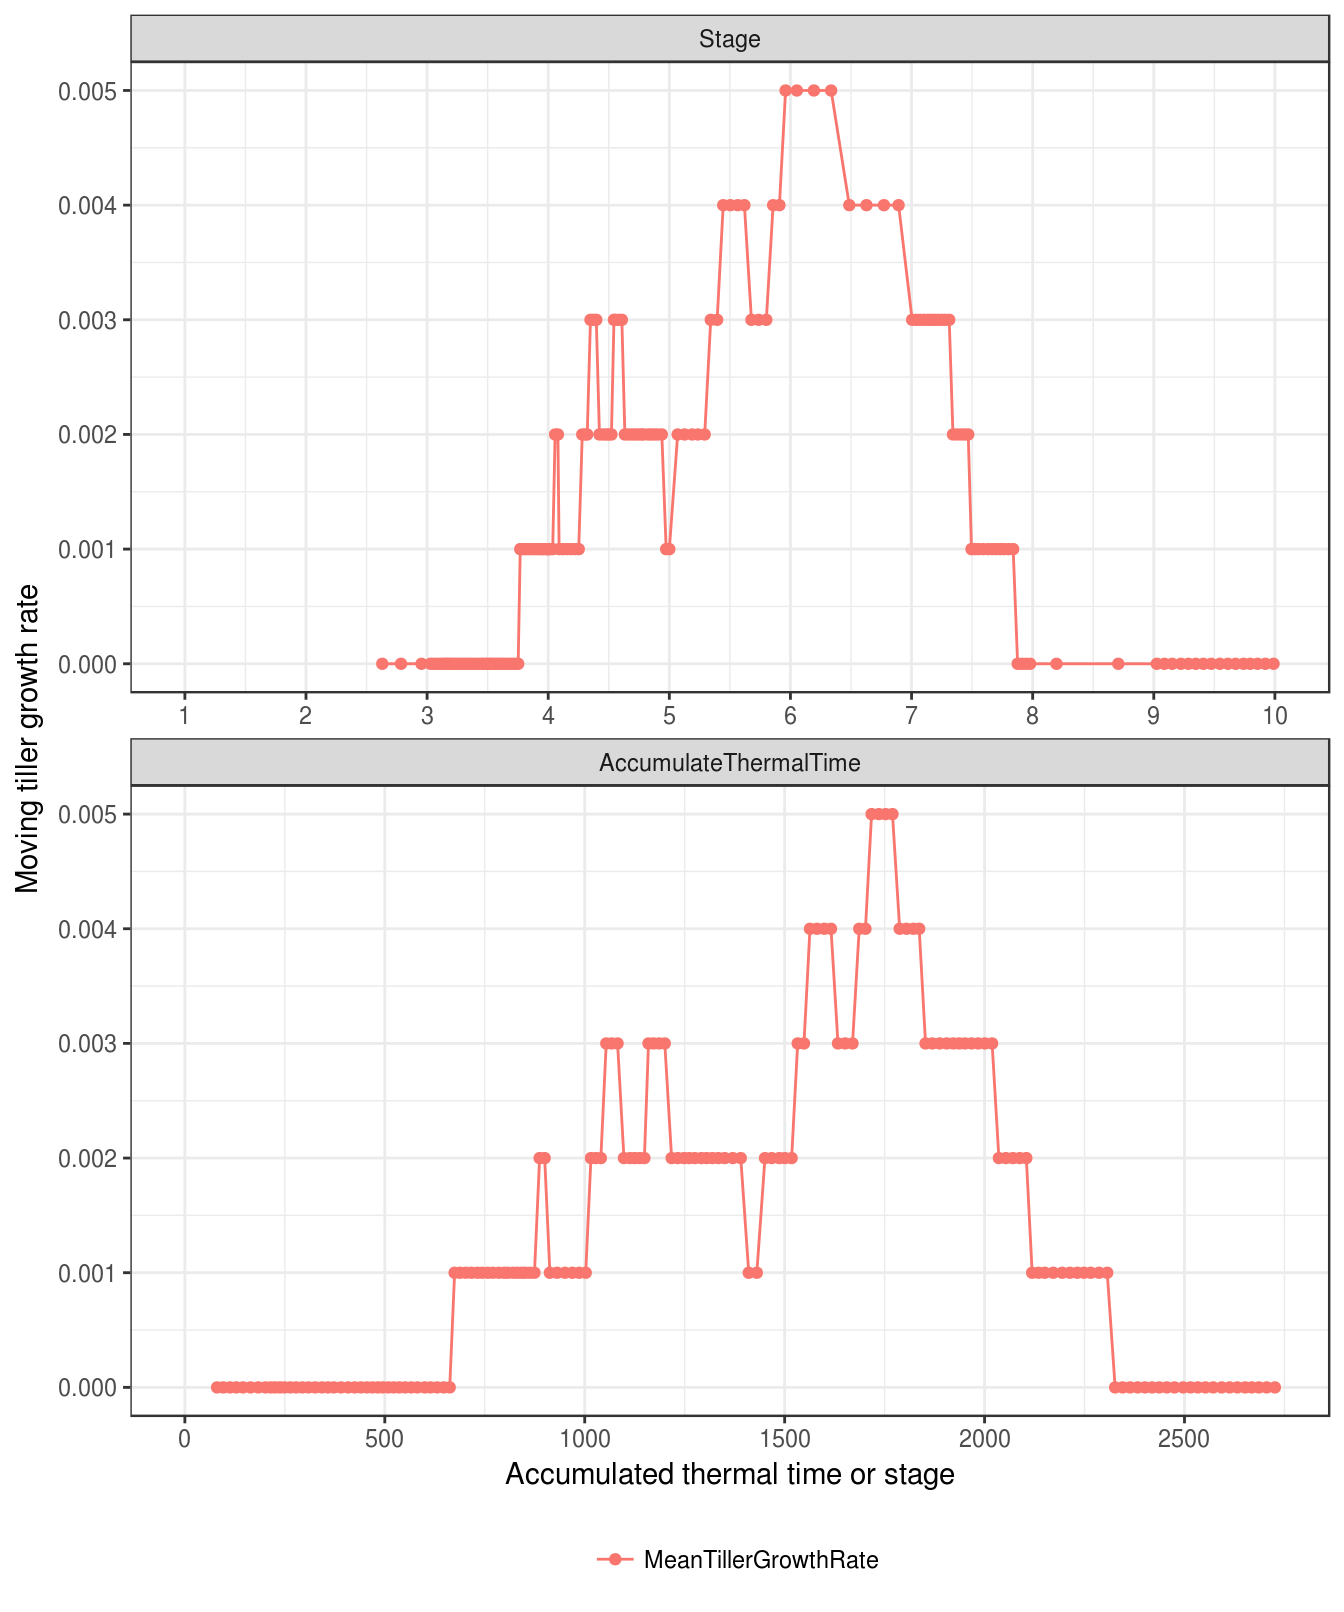 Stage
0.005
0.004
0.003
0.002
0.001
0.000
1 2 3 4 5 6 7 8 9 10
Moving tiller growth rate
AccumulateThermalTime
0.005
0.004
0.003
0.002
0.001
0.000
0 500 1000 1500 2000 2500
Accumulated thermal time or stage
MeanTillerGrowthRate